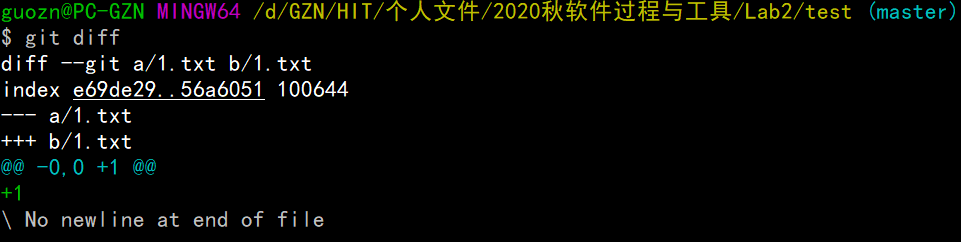 guozn@PC-GZN MINGW64 /d/GZN/HIT/个人文件/2020秋软件过程与工具/Lab2/test (master)
$ git diff
diff --git a/1.txt b/1.txt
index e69de29..56a6051 100644
--- a/1.txt
+++ b/1.txt
@@ -0,0 +1 @@
+1
\ No newline at end of file